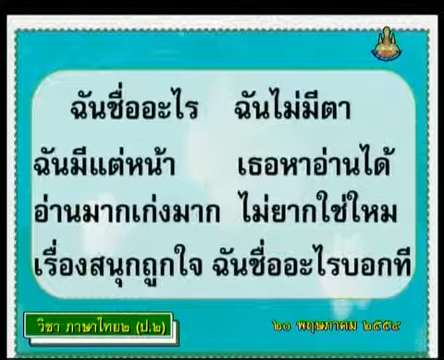 ฉันชื่ออะไร ฉันไม่มีตา
ฉันมีแต่หน้า เธอหาอ่านได้
อ่านมากเก่งมาก ไม่ยากใช่ไหม
เรื่องสนุกถูกใจ ฉันชื่ออะไรบอกที
วิชา ภาษาไทย๒ (ป.๒)
๒๐ พฤษภาคม ๒๕๕๔